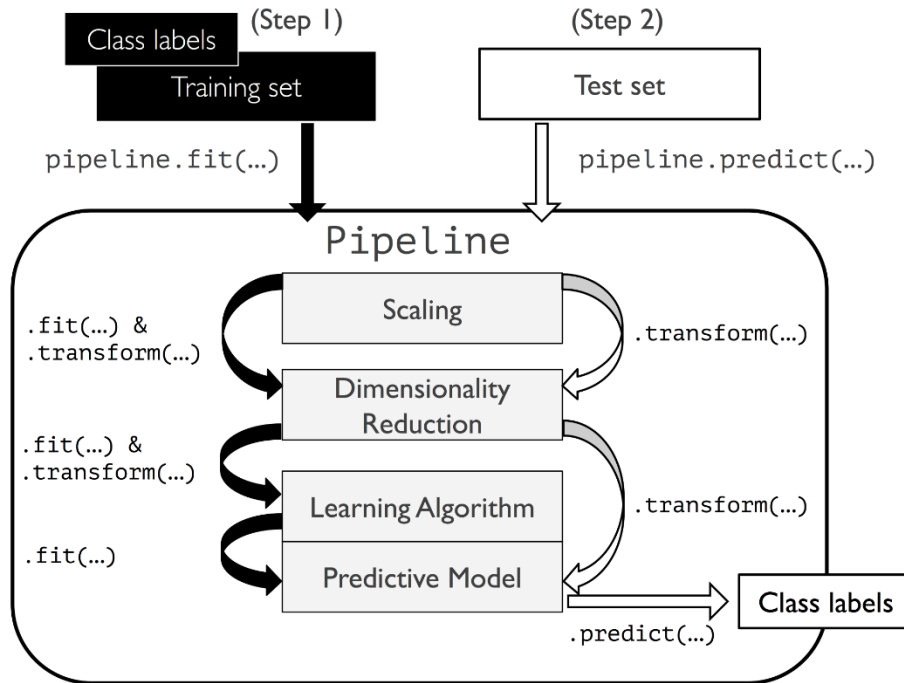 (Step 1)
(Step 2)
Class labels
Training set
Test set
pipeline.fit(…)
pipeline.predict(…)
Pipeline
Scaling
.fit(…) &
.transform(…)
.transform(…)
Dimensionality
Reduction
.fit(…) &
.transform(…)
Learning Algorithm
.transform(…)
.fit(…)
Predictive Model
Class labels
.predict(…)